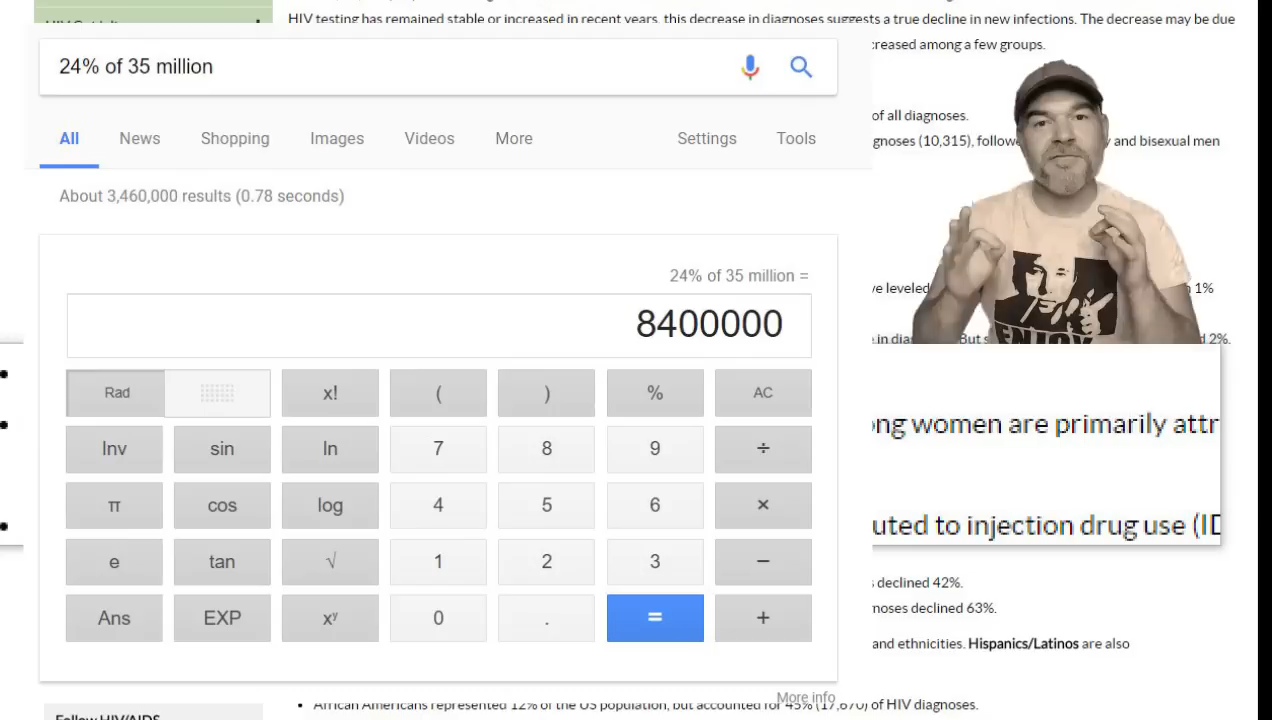 HIV testing has remained stable or increased in recent years, this decrease in diagnoses suggests a true decline in new infections. The decrease may be due
creased among a few groups.
24% of 35 million
of all diagnoses.
gnoses (10,315), followe
and bisexual men
All News Shopping Images Videos More Settings Tools
About 3,460,000 results (0.78 seconds)
24% of 35 million =
ve leveled
1%
8400000
ENJOY
But s
2%.
Rad x! ( ) % AC
ong women are primarily attr
Inv sin ln 7 8 9 ÷
π cos log 4 5 6 ×
uted to injection drug use (ID
e tan √ 1 2 3 −
declined 42%.
noses declined 63%.
Ans EXP xʸ 0 . = +
and ethnicities. Hispanics/Latinos are also
More info
African Americans represented 12% of the US population, but accounted for 45% (17,670) of HIV diagnoses.
Follow HIV/AIDS